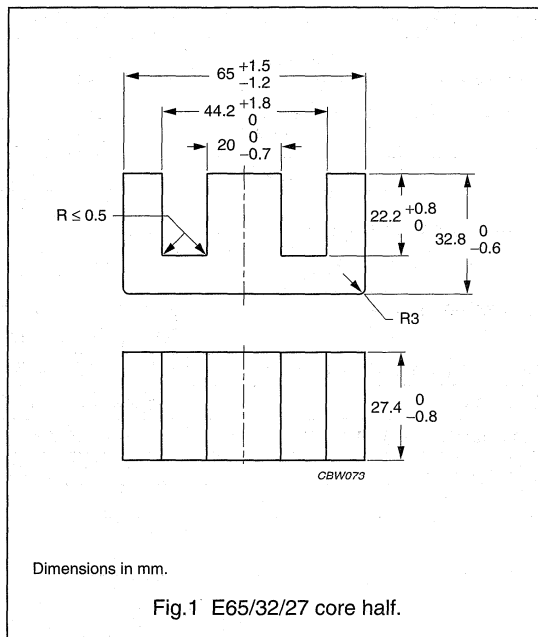 65 +1.5 −1.2
44.2 +1.8 0
20 0 −0.7
R ≤ 0.5
22.2 +0.8 0
32.8 0 −0.6
R3
27.4 0 −0.8
CBW073
Dimensions in mm.
Fig.1 E65/32/27 core half.